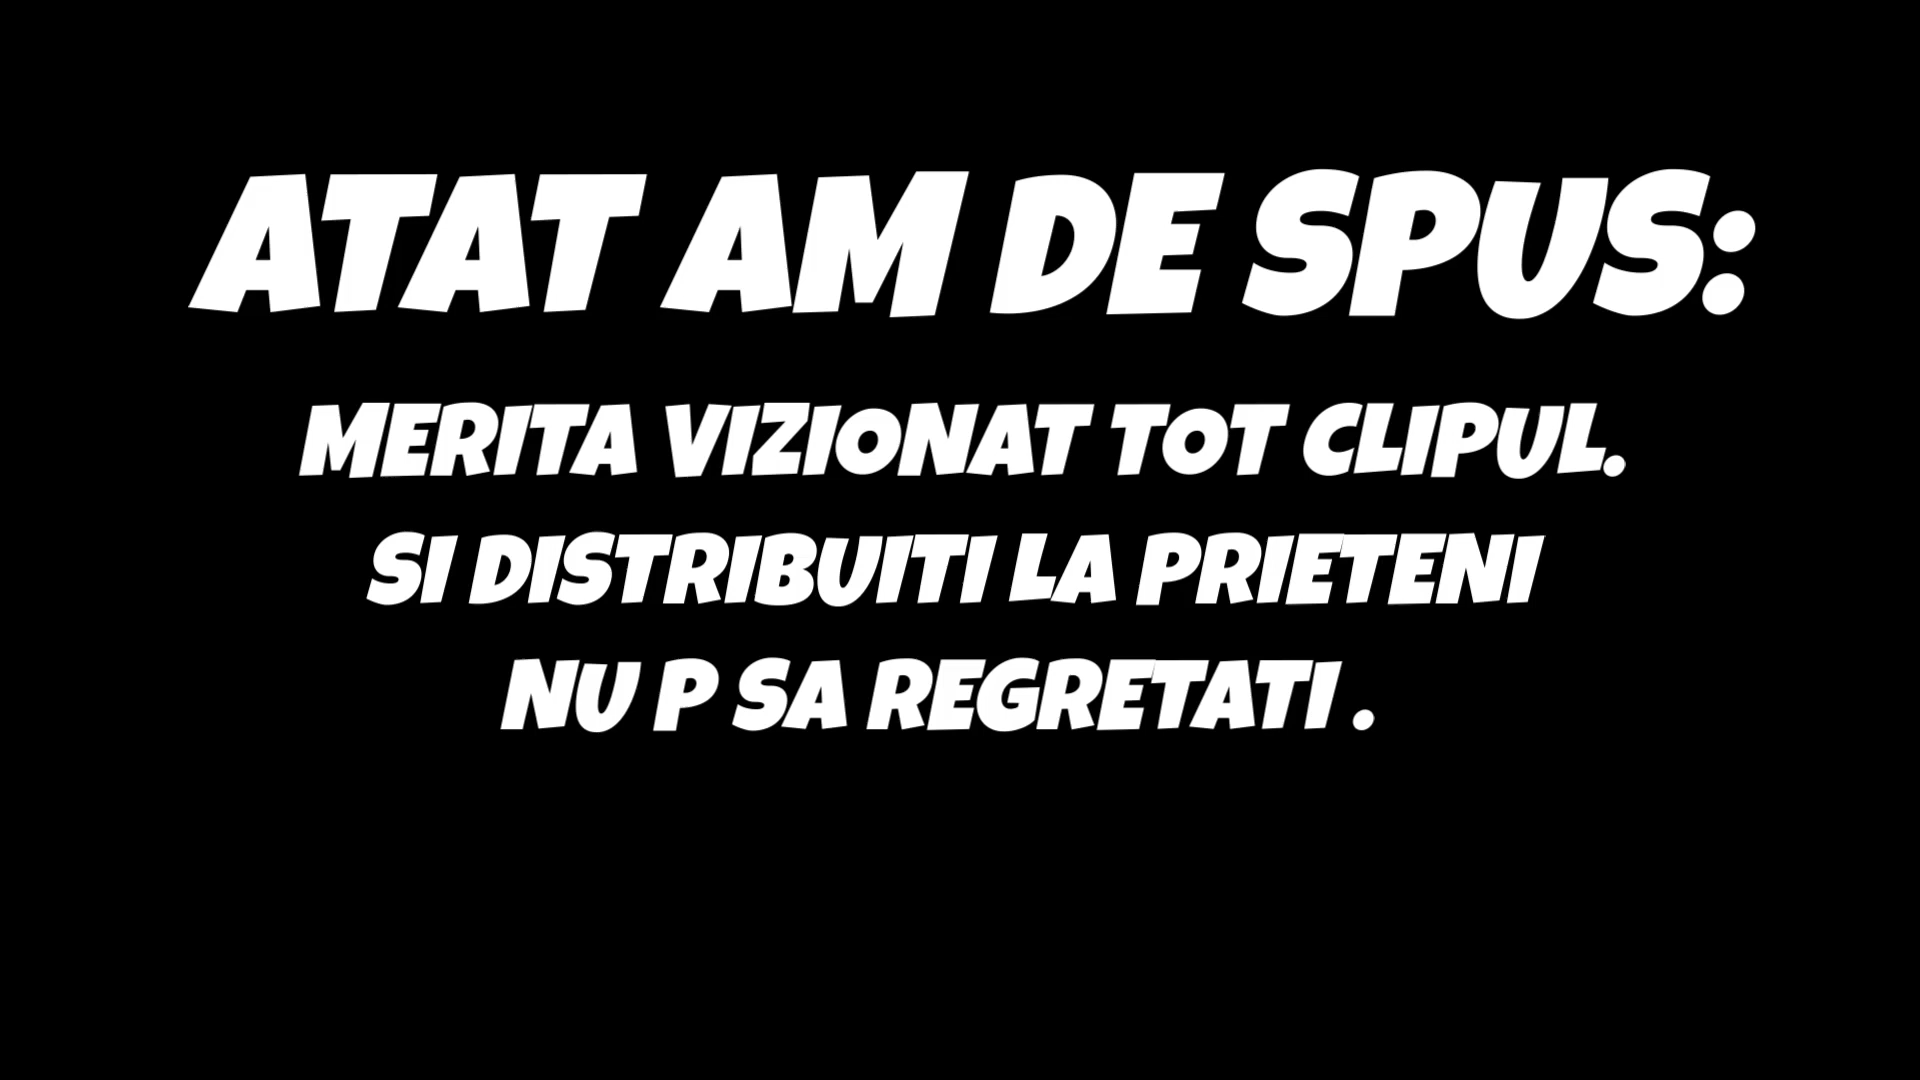 ATAT AM DE SPUS:
MERITA VIZIONAT TOT CLIPUL.
SI DISTRIBUITI LA PRIETENI
NU P SA REGRETATI .